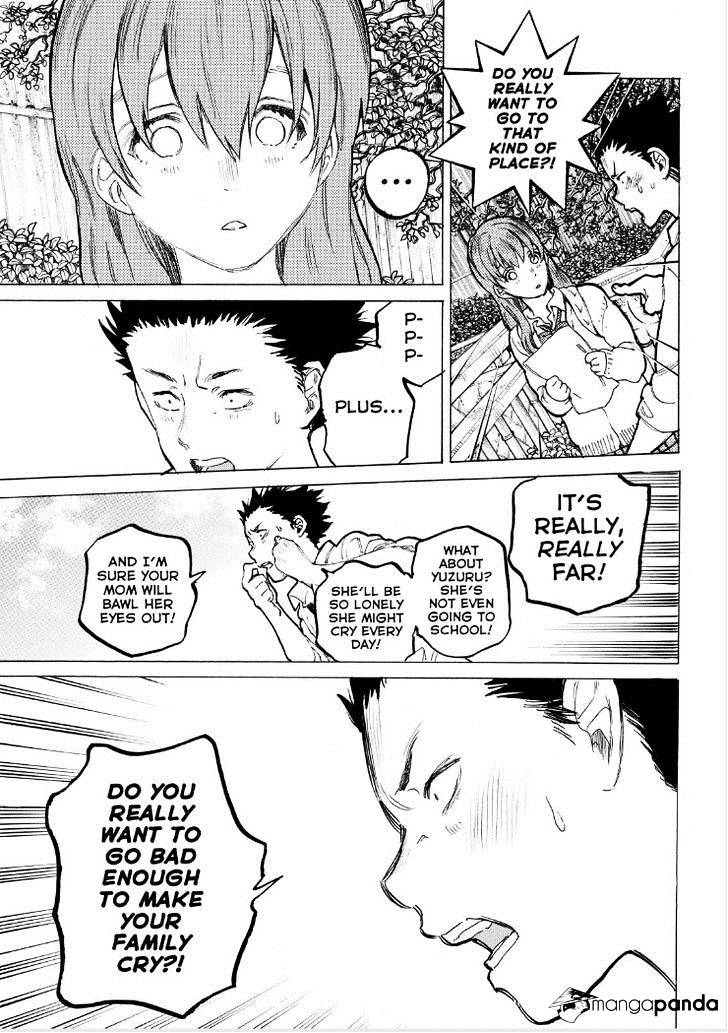 DO YOU
REALLY
WANT TO
GO TO
THAT
KIND OF
PLACE?!
...
P-
P-
P-
PLUS...
IT'S
REALLY,
REALLY
FAR!
WHAT
ABOUT
YUZURU?
SHE'S
NOT EVEN
GOING TO
SCHOOL!
SHE'LL BE
SO LONELY
SHE MIGHT
CRY EVERY
DAY!
AND I'M
SURE YOUR
MOM WILL
BAWL HER
EYES OUT!
DO YOU
REALLY
WANT TO
GO BAD
ENOUGH
TO MAKE
YOUR
FAMILY
CRY?!
mangapanda